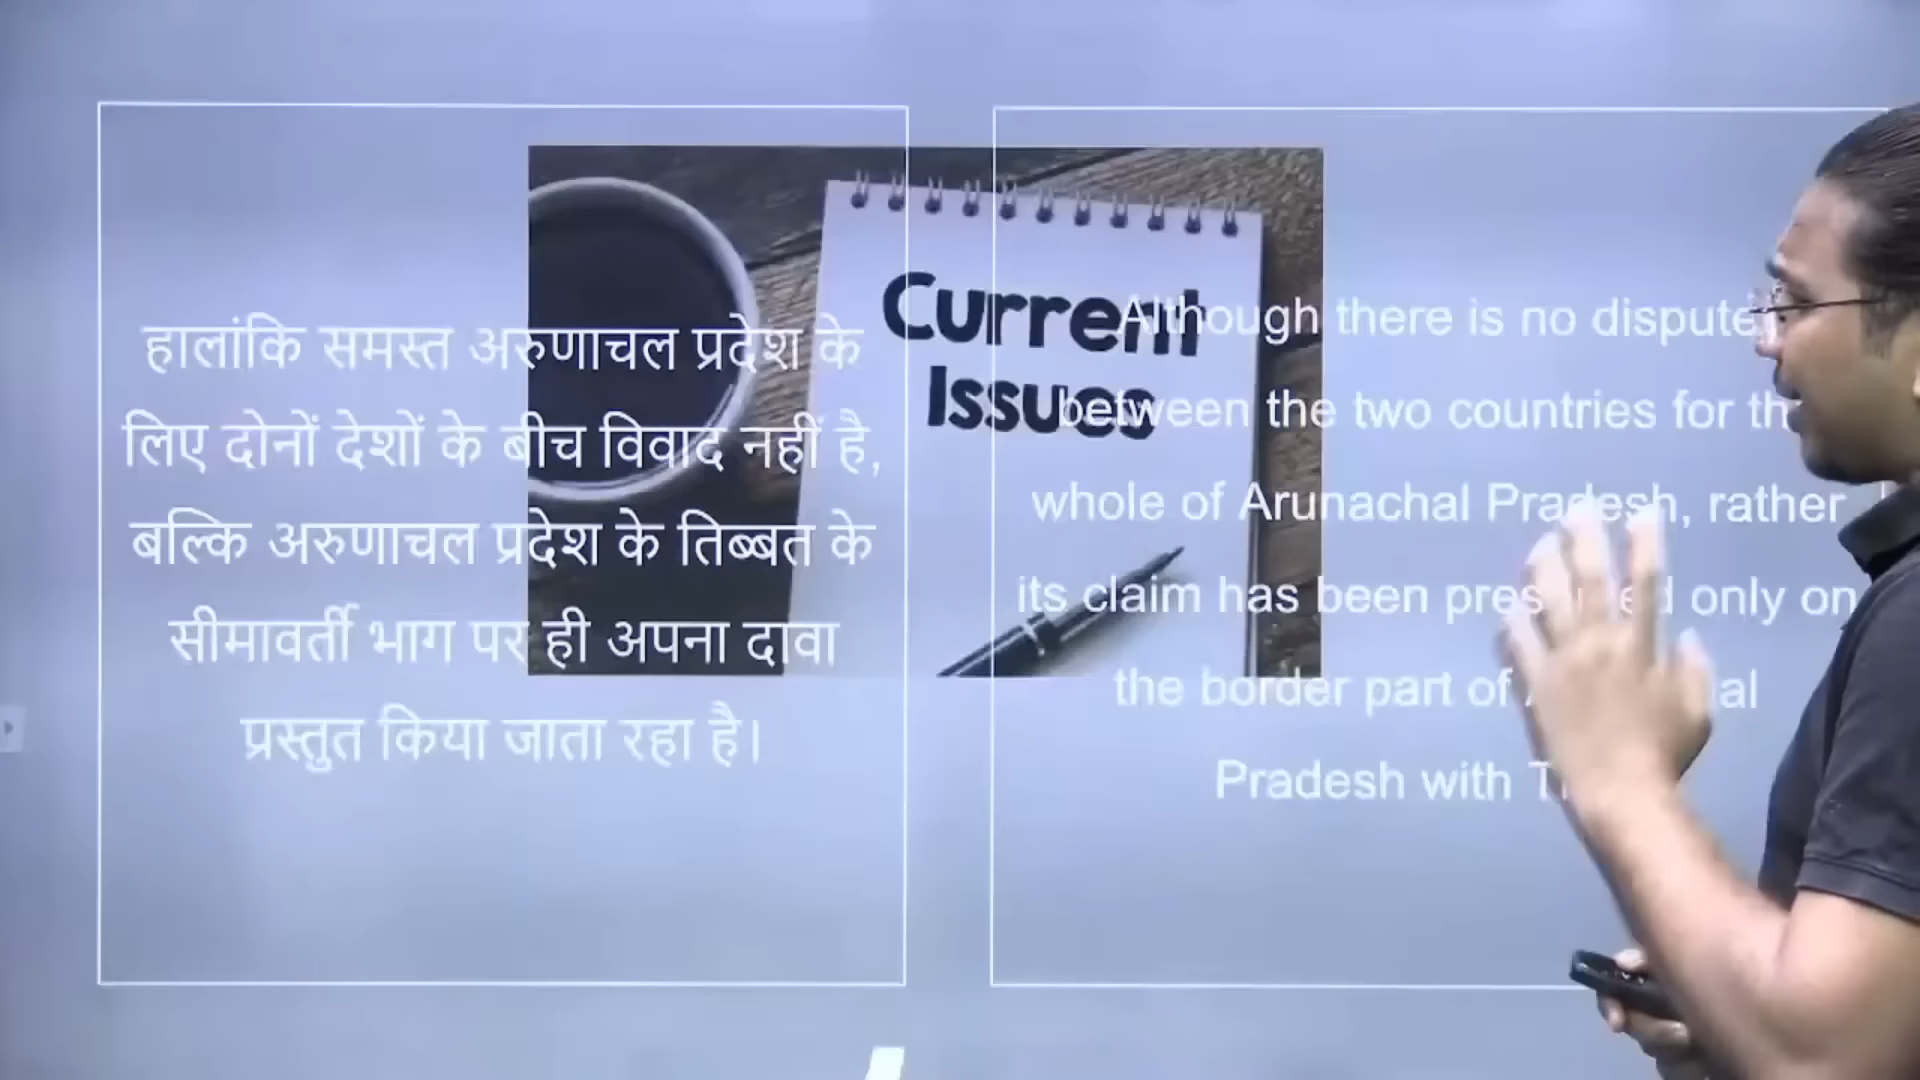 हालांकि समस्त अरुणाचल प्रदेश के
लिए दोनों देशों के बीच विवाद नहीं है,
बल्कि अरुणाचल प्रदेश के तिब्बत के
सीमावर्ती भाग पर ही अपना दावा
प्रस्तुत किया जाता रहा है।
Current
Issues
Although there is no dispute
between the two countries for
whole of Arunachal Pradesh, rather
its claim has been only on
the border part of
Pradesh with